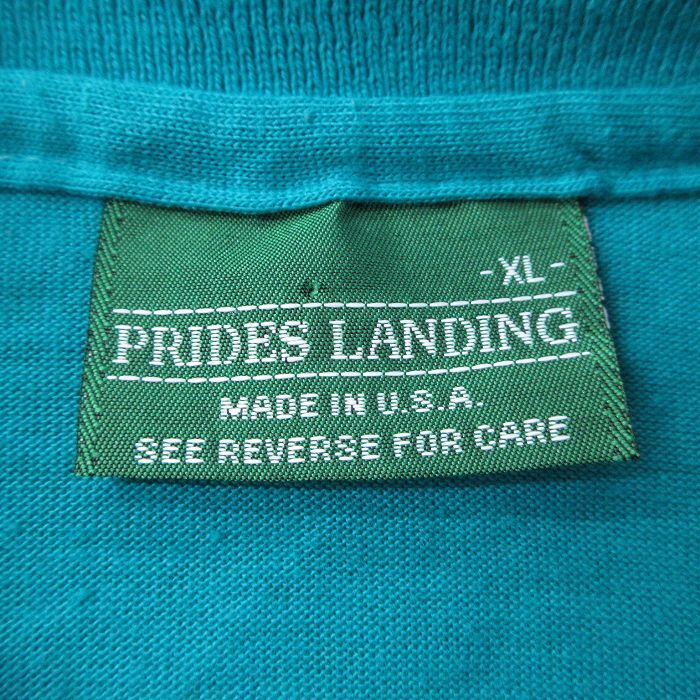 -XL-
PRIDES LANDING
MADE IN U.S.A.
SEE REVERSE FOR CARE